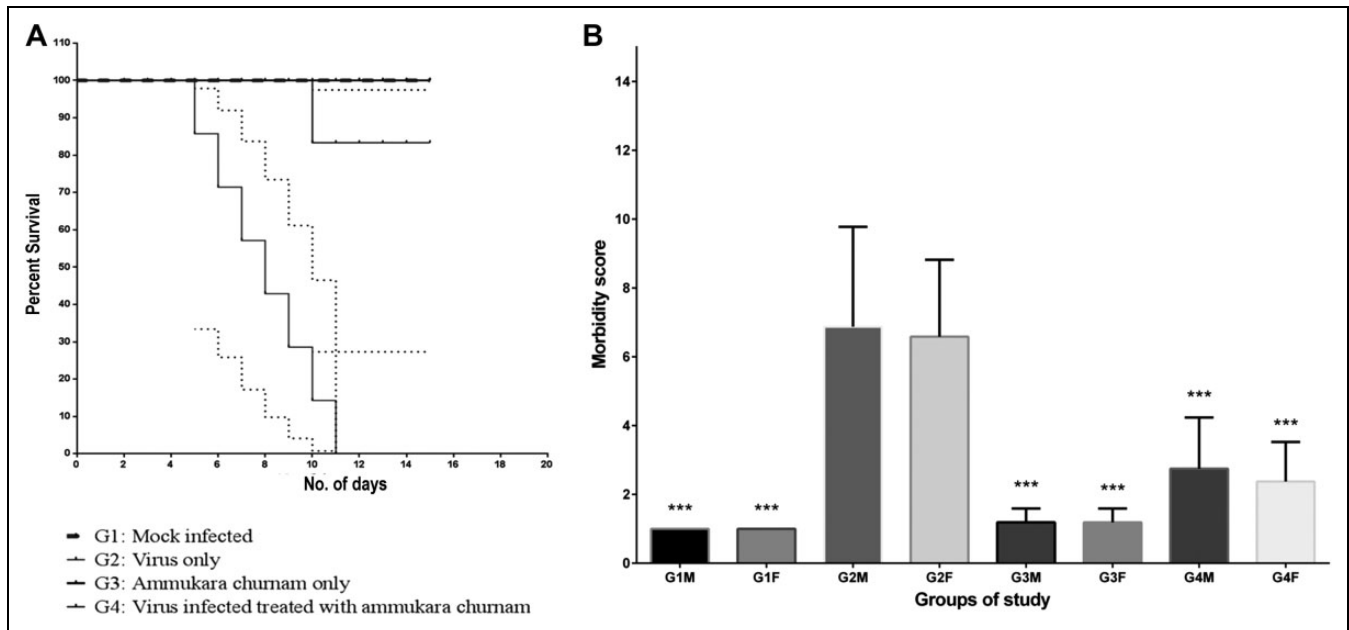 A
110
100
90
80
70
60
50
40
30
20
10
0
Percent Survival
0 2 4 6 8 10 12 14 16 18 20
No. of days
G1: Mock infected
G2: Virus only
G3: Ammukara churnam only
G4: Virus infected treated with ammukara churnam
B
14
12
10
8
6
4
2
0
Morbidity score
*** *** *** *** *** ***
G1M G1F G2M G2F G3M G3F G4M G4F
Groups of study